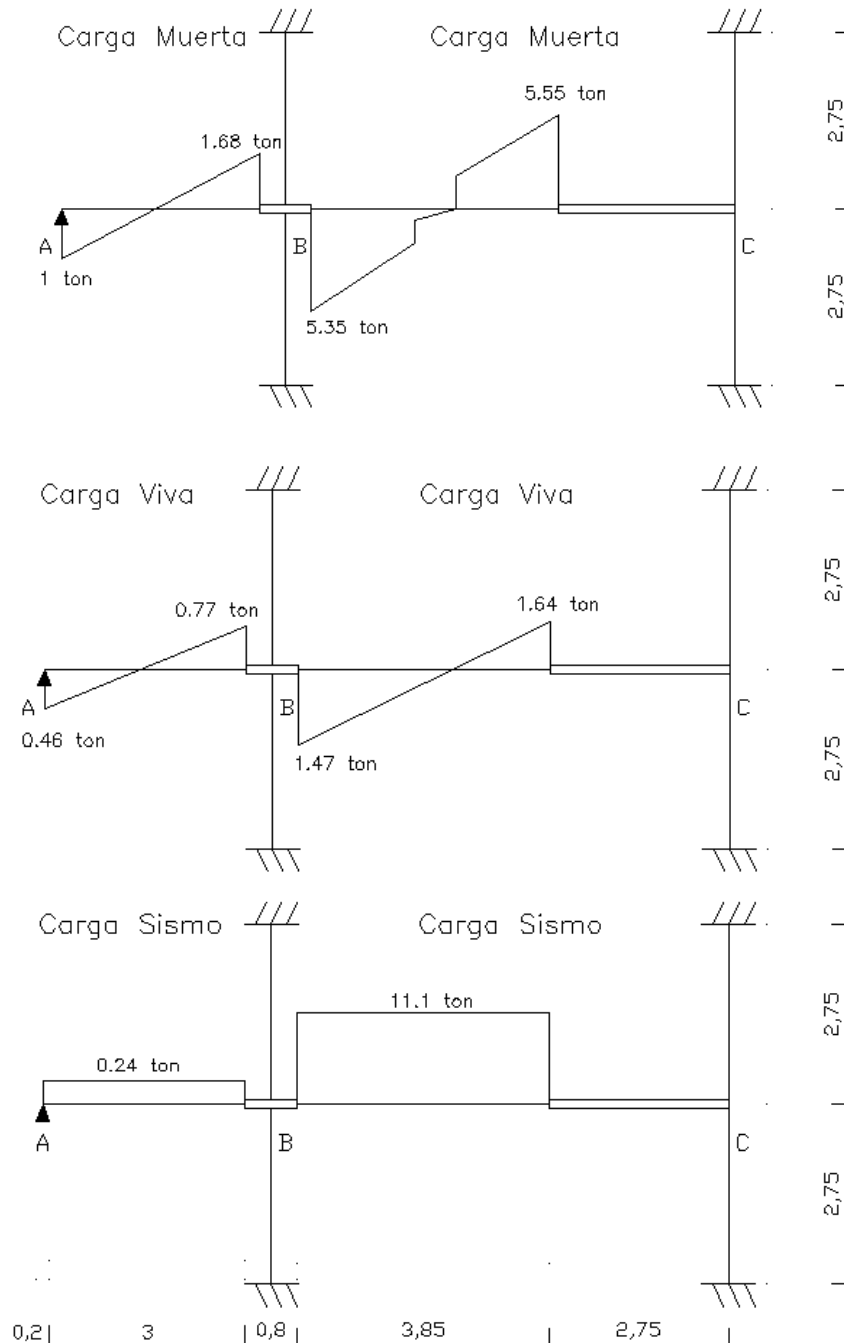 Carga Muerta
Carga Muerta
5.55 ton
1.68 ton
2,75
A
B
C
1 ton
5.35 ton
2,75
Carga Viva
Carga Viva
2,75
0.77 ton
1.64 ton
A
B
C
0.46 ton
1.47 ton
2,75
Carga Sismo
Carga Sismo
2,75
11.1 ton
0.24 ton
A
B
C
2,75
0,2
3
0,8
3,85
2,75